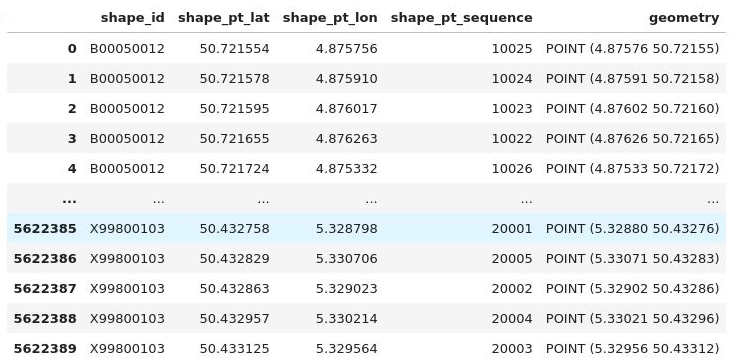 shape_id shape_pt_lat shape_pt_lon shape_pt_sequence geometry
0 B00050012 50.721554 4.875756 10025 POINT (4.87576 50.72155)
1 B00050012 50.721578 4.875910 10024 POINT (4.87591 50.72158)
2 B00050012 50.721595 4.876017 10023 POINT (4.87602 50.72160)
3 B00050012 50.721655 4.876263 10022 POINT (4.87626 50.72165)
4 B00050012 50.721724 4.875332 10026 POINT (4.87533 50.72172)
... ... ... ... ... ...
5622385 X99800103 50.432758 5.328798 20001 POINT (5.32880 50.43276)
5622386 X99800103 50.432829 5.330706 20005 POINT (5.33071 50.43283)
5622387 X99800103 50.432863 5.329023 20002 POINT (5.32902 50.43286)
5622388 X99800103 50.432957 5.330214 20004 POINT (5.33021 50.43296)
5622389 X99800103 50.433125 5.329564 20003 POINT (5.32956 50.43312)